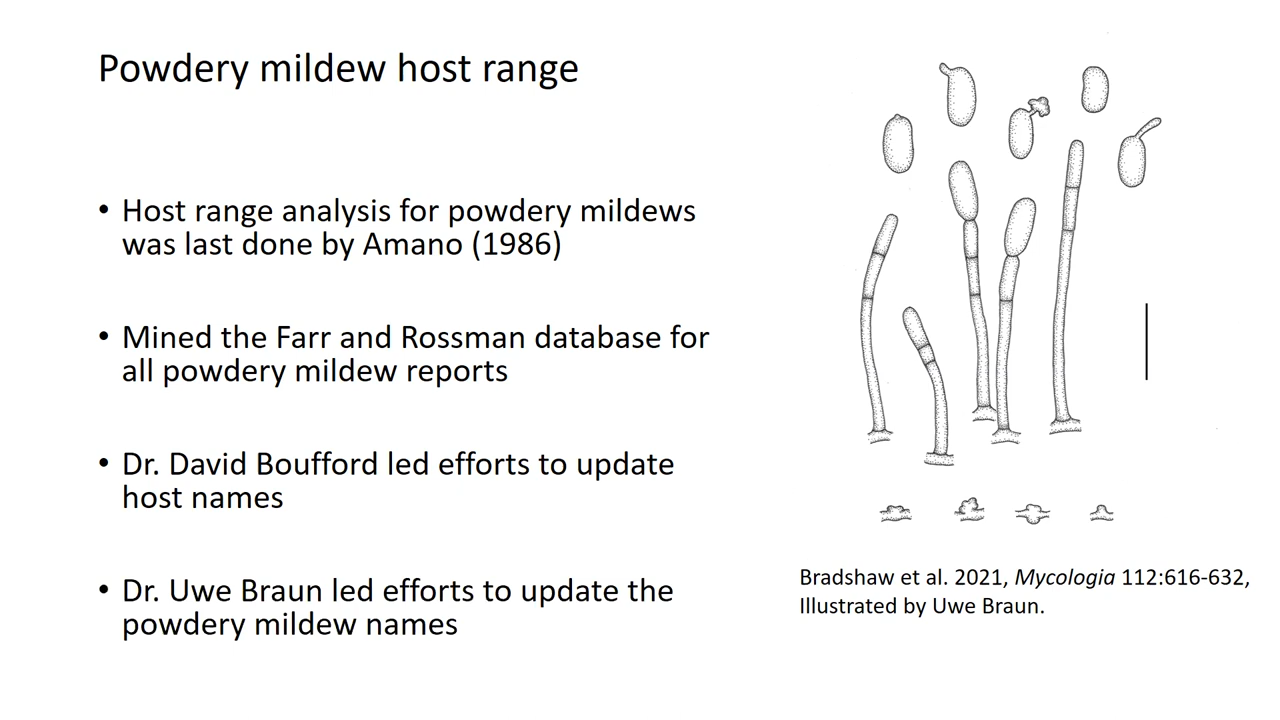 Powdery mildew host range
• Host range analysis for powdery mildews
was last done by Amano (1986)
• Mined the Farr and Rossman database for
all powdery mildew reports
• Dr. David Boufford led efforts to update
host names
• Dr. Uwe Braun led efforts to update the
powdery mildew names
Bradshaw et al. 2021, Mycologia 112:616-632,
Illustrated by Uwe Braun.